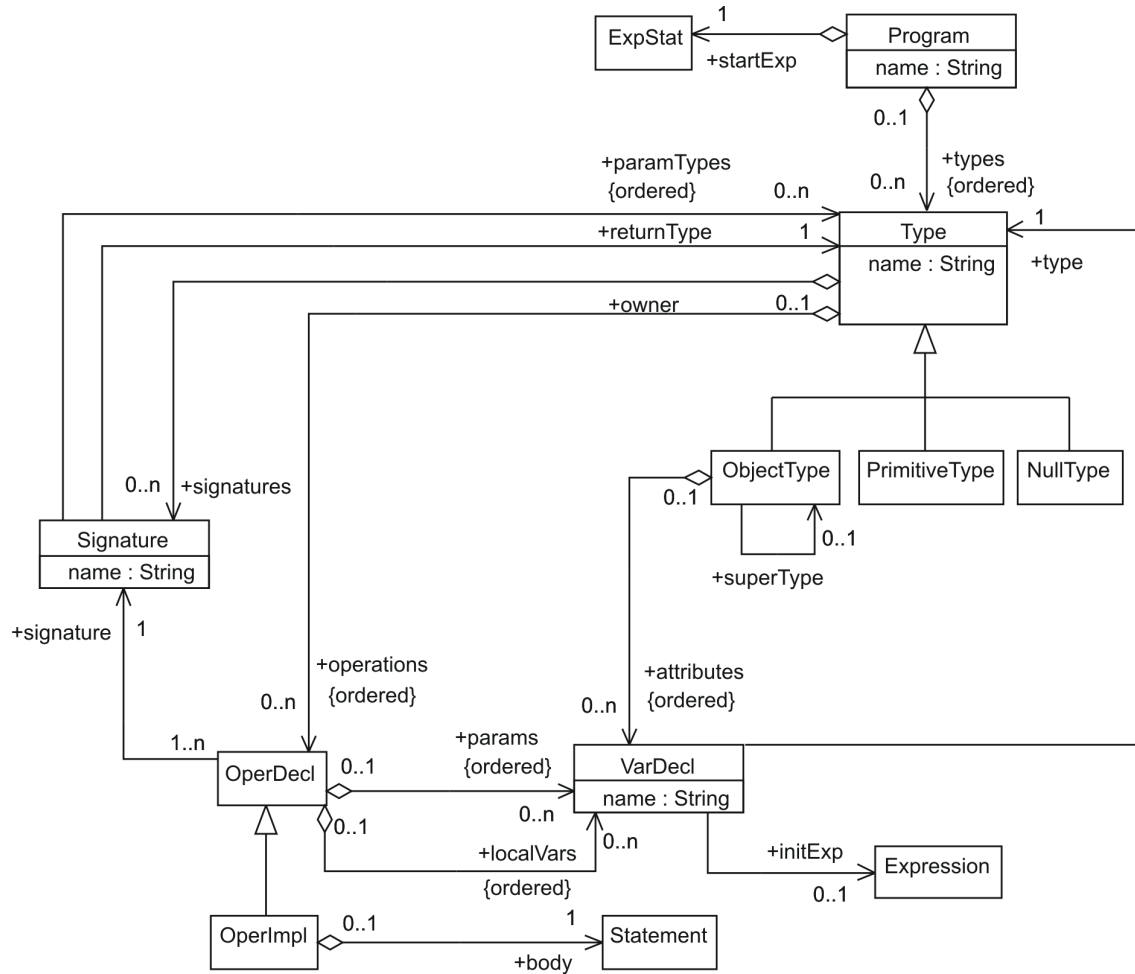 1
ExpStat
+startExp
Program
name : String
0..1
+types
{ordered}
0..n
+paramTypes
{ordered}
0..n
+returnType
1
Type
name : String
1
+type
+owner
0..1
0..n
+signatures
ObjectType
PrimitiveType
NullType
0..1
0..1
+superType
Signature
name : String
+signature
1
+operations
{ordered}
0..n
+attributes
{ordered}
0..n
1..n
OperDecl
0..1
+params
{ordered}
0..n
VarDecl
name : String
0..1
+localVars
{ordered}
0..n
+initExp
0..1
Expression
OperImpl
0..1
1
+body
Statement